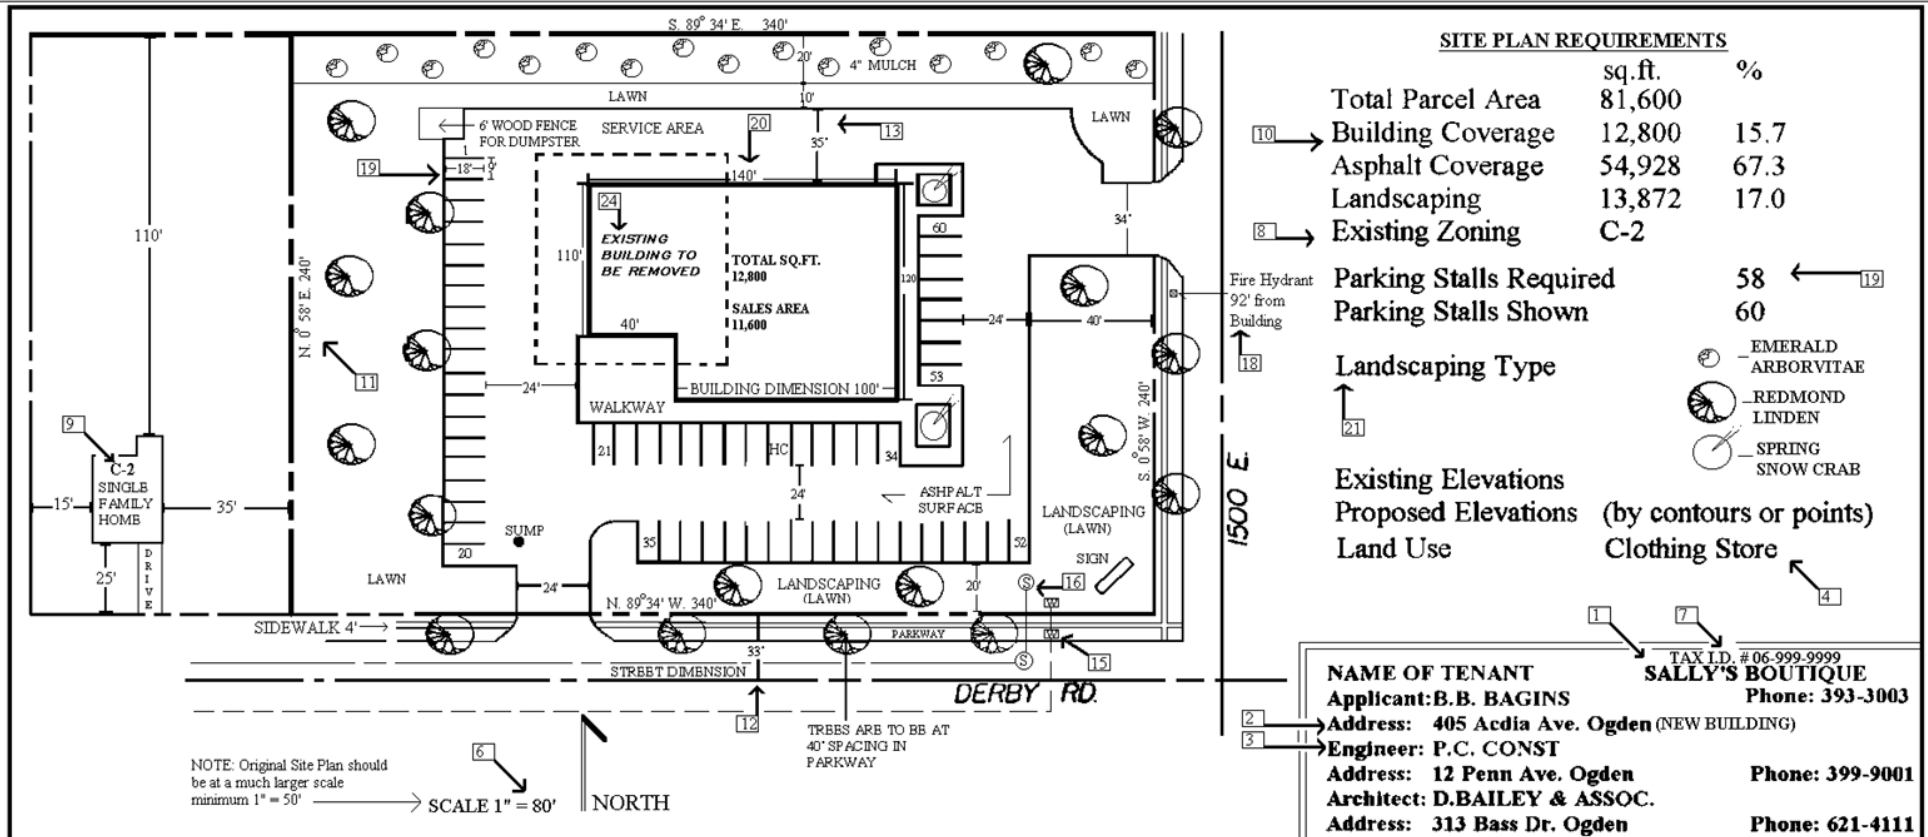 S. 89° 34' E. 340'
20'
4" MULCH
LAWN
10'
6' WOOD FENCE
FOR DUMPSTER
SERVICE AREA
20
13
35'
LAWN
1
18'
9'
19
140'
24
EXISTING
BUILDING TO
BE REMOVED
110'
TOTAL SQ.FT.
12,800
SALES AREA
11,600
40'
120
60
53
34'
24'
40'
Fire Hydrant
92' from
Building
18
110'
N. 0° 58' E. 240'
11
24'
BUILDING DIMENSION 100'
WALKWAY
21
HC
34
24'
ASHPALT
SURFACE
S. 0° 58' W. 240'
1500 E.
9
C-2
SINGLE
FAMILY
HOME
15'
35'
25'
DRIVE
SUMP
20
35
52
LANDSCAPING
(LAWN)
SIGN
LAWN
24'
LANDSCAPING
(LAWN)
20'
S
16
N. 89°34' W. 340'
W
SIDEWALK 4'
PARKWAY
W
33'
S
15
STREET DIMENSION
DERBY RD.
12
TREES ARE TO BE AT
40' SPACING IN
PARKWAY
6
NOTE: Original Site Plan should
be at a much larger scale
minimum 1" = 50'
SCALE 1" = 80'
NORTH
SITE PLAN REQUIREMENTS
sq.ft. %
Total Parcel Area 81,600
10 Building Coverage 12,800 15.7
Asphalt Coverage 54,928 67.3
Landscaping 13,872 17.0
8 Existing Zoning C-2
Parking Stalls Required 58 19
Parking Stalls Shown 60
Landscaping Type
21
EMERALD
ARBORVITAE
REDMOND
LINDEN
SPRING
SNOW CRAB
Existing Elevations
Proposed Elevations (by contours or points)
Land Use Clothing Store
4
1 7
TAX I.D. # 06-999-9999
NAME OF TENANT SALLY'S BOUTIQUE
Applicant: B.B. BAGINS Phone: 393-3003
2 Address: 405 Acdia Ave. Ogden (NEW BUILDING)
3 Engineer: P.C. CONST
Address: 12 Penn Ave. Ogden Phone: 399-9001
Architect: D.BAILEY & ASSOC.
Address: 313 Bass Dr. Ogden Phone: 621-4111